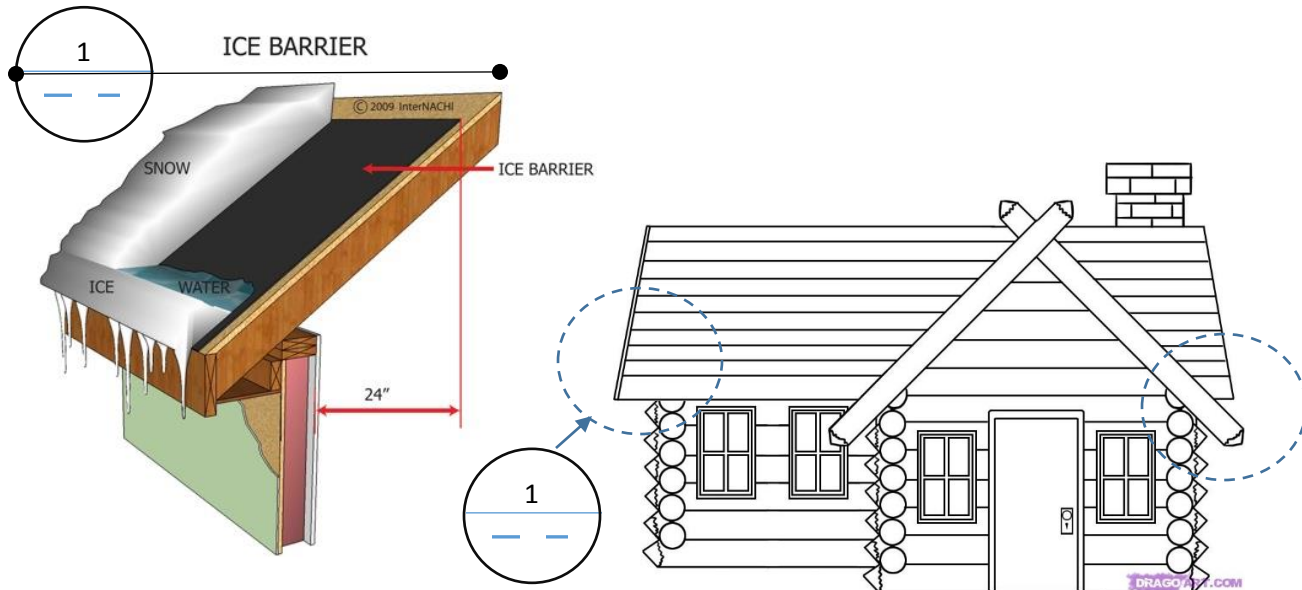 1
ICE BARRIER
© 2009 InterNACHI
SNOW
ICE BARRIER
ICE
WATER
24”
1
DRAGOART.COM